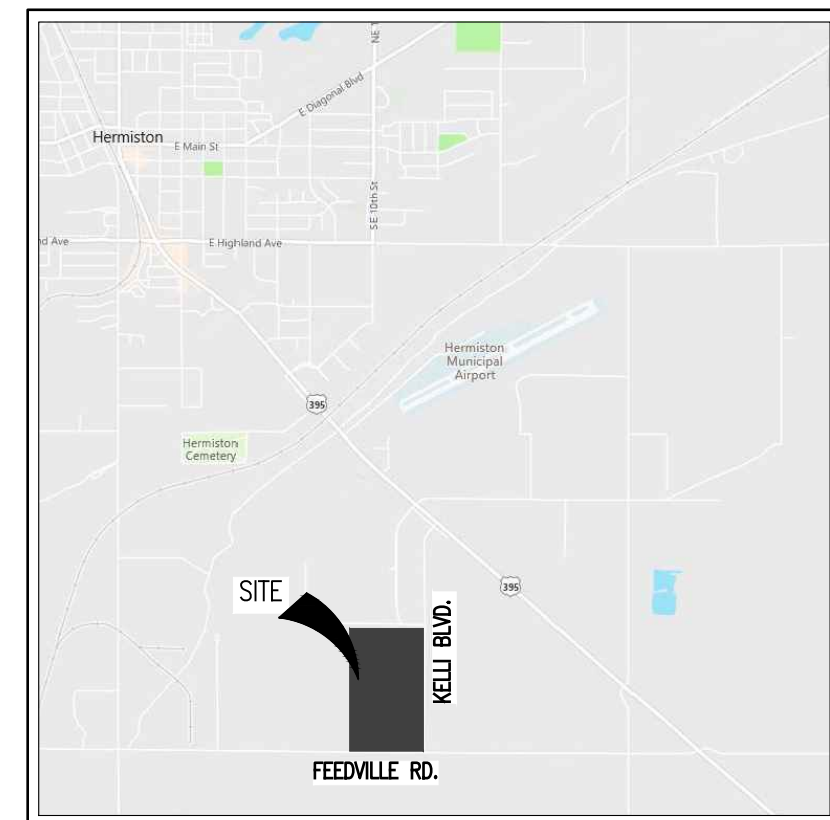 NE 1
E Diagonal Blvd
Hermiston
E Main St
SE 10th St
nd Ave
E Highland Ave
Hermiston
Municipal
Airport
395
Hermiston
Cemetery
SITE
395
KELLI BLVD.
FEEDVILLE RD.